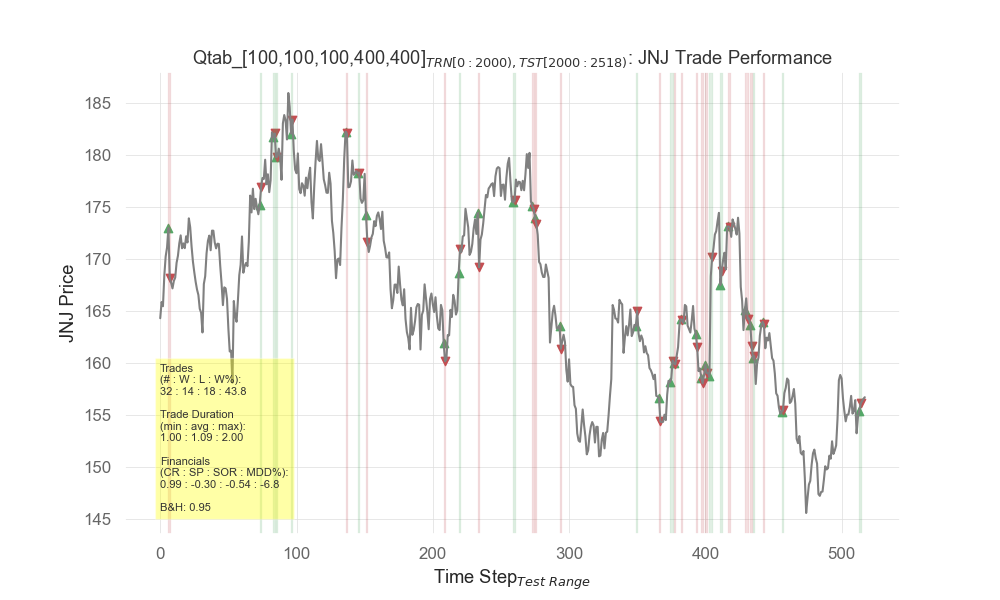 Qtab_[100,100,100,400,400]TRN[0:2000),TST[2000:2518): JNJ Trade Performance
JNJ Price
185
180
175
170
165
160
155
150
145
Trades
(# : W : L : W%):
32 : 14 : 18 : 43.8
Trade Duration
(min : avg : max):
1.00 : 1.09 : 2.00
Financials
(CR : SP : SOR : MDD%):
0.99 : -0.30 : -0.54 : -6.8
B&H: 0.95
0 100 200 300 400 500
Time StepTest Range